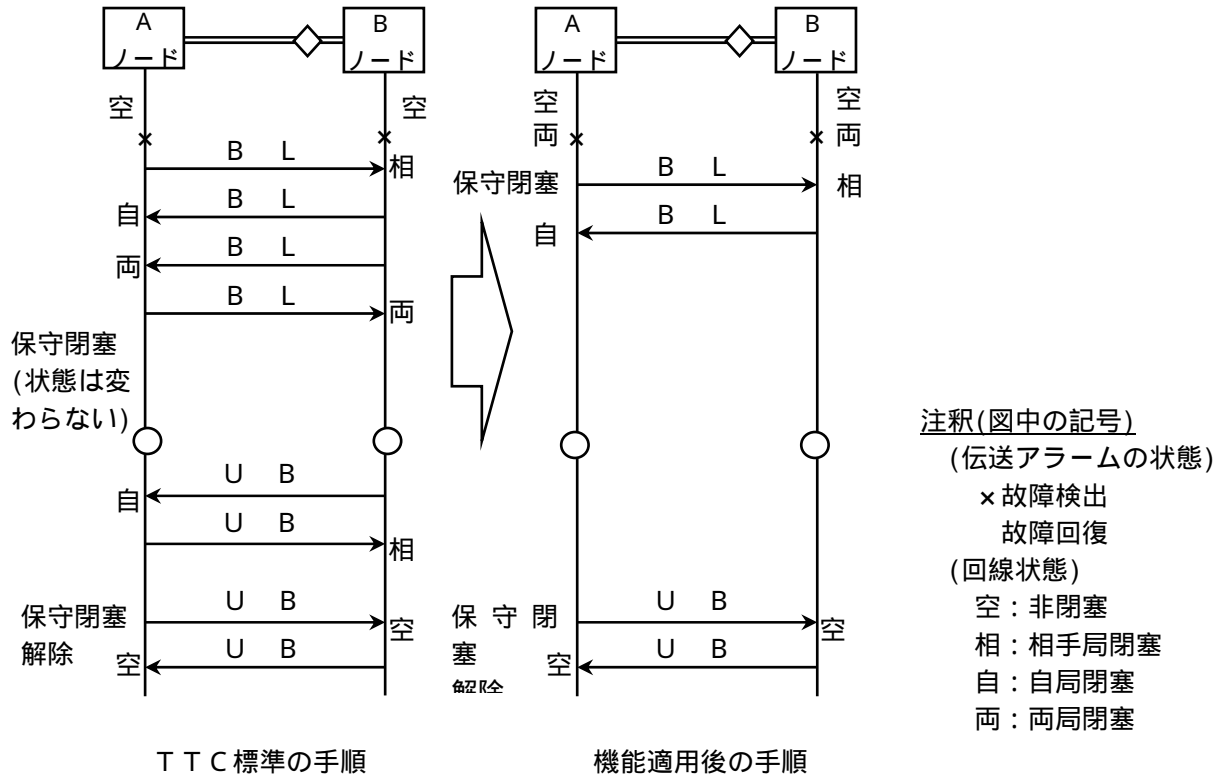 A
ノード
B
ノード
空
空
B L
相
B L
自
B L
両
B L
両
保守閉塞
(状態は変
わらない)
U B
自
U B
相
保守閉塞
解除
U B
空
U B
空
TTC標準の手順
A
ノード
B
ノード
空
両
空
両
保守閉塞
B L
相
B L
自
保守閉
塞
解除
U B
空
U B
空
機能適用後の手順
注釈(図中の記号)
(伝送アラームの状態)
×故障検出
故障回復
(回線状態)
空:非閉塞
相:相手局閉塞
自:自局閉塞
両:両局閉塞